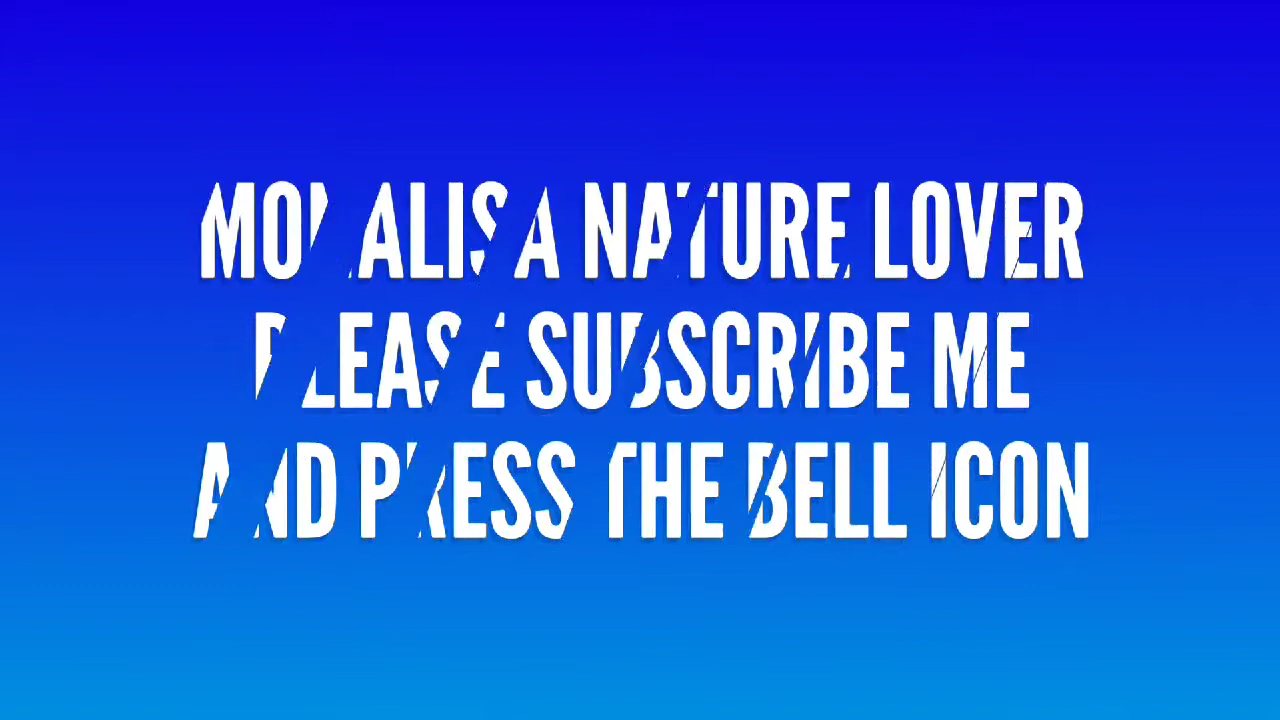 MONALISA NATURE LOVER
PLEASE SUBSCRIBE ME
AND PRESS THE BELL ICON